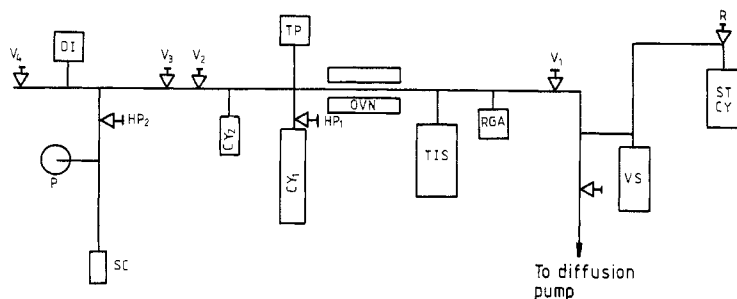 V4
DI
V3
V2
TP
V1
R
OVN
HP2
HP1
CY2
CY1
TIS
RGA
ST
CY
VS
P
SC
To diffusion
pump